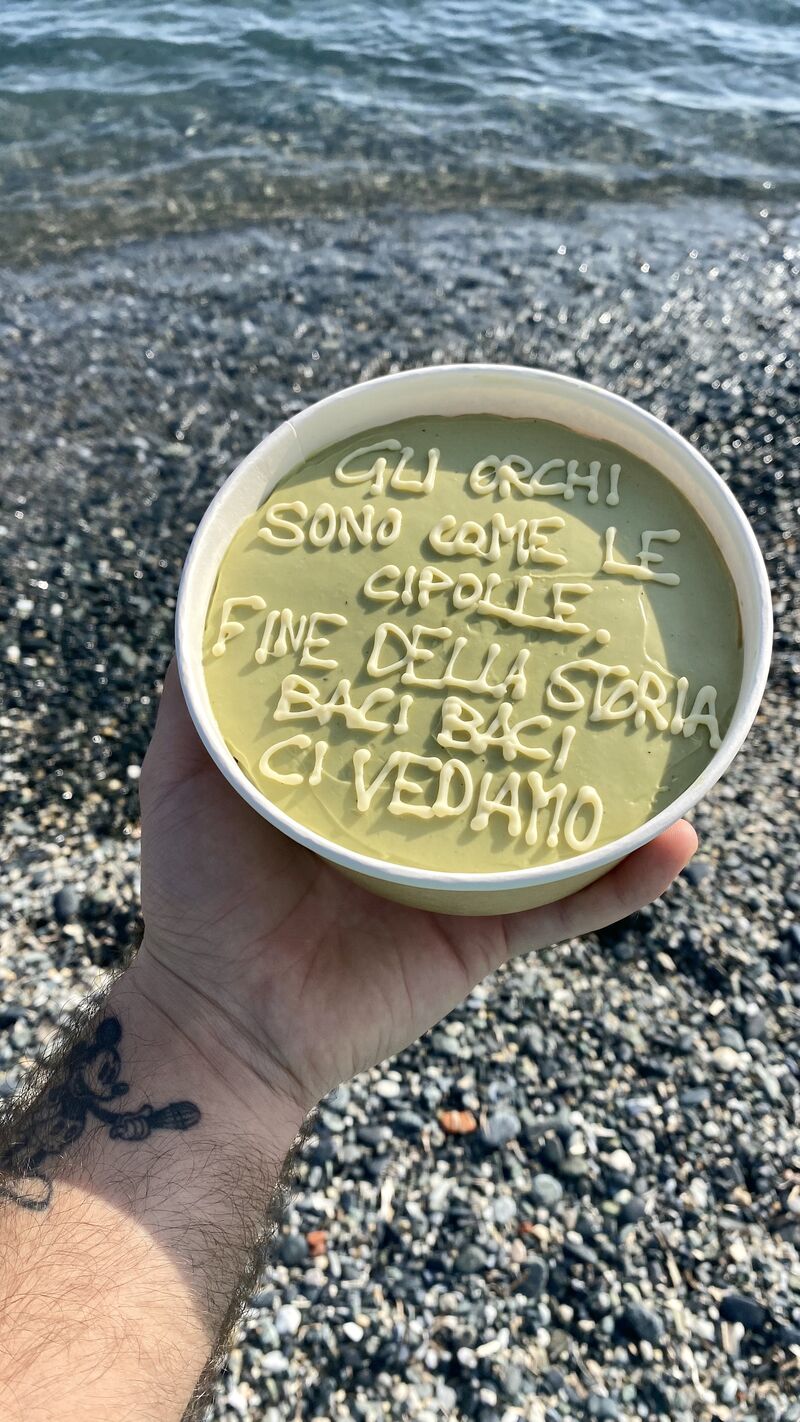 GLI ORCHI
SONO COME LE
CIPOLLE.
FINE DELLA STORIA
BACI BACI
CI VEDIAMO